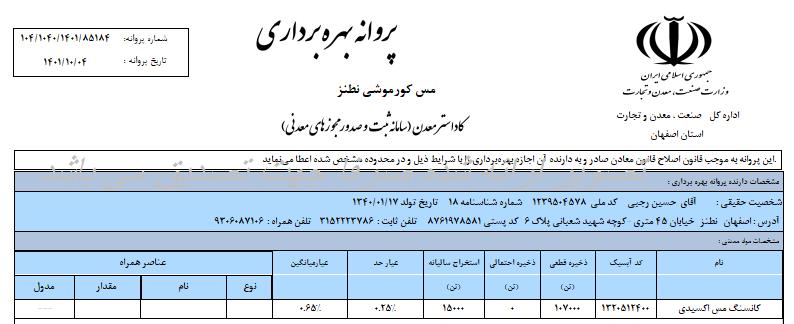 شماره پروانه: ۱۰۴/۱۰۴۰/۱۴۰۱/۸۵۱۸۴
تاریخ پروانه : ۱۴۰۱/۱۰/۰۴
پروانه بهره برداری
مس کورموشی نطنز
کاداستر معدن (سامانه ثبت و صدور مجوزهای معدنی)
جمهوری اسلامی ایران
وزارت صنعت، معدن و تجارت
اداره کل صنعت ، معدن و تجارت
استان اصفهان
این پروانه به موجب قانون اصلاح قانون معادن صادر و به دارنده آن اجازه بهره‌برداری را با شرایط ذیل و در محدوده مشخص شده اعطا می‌نماید.
مشخصات دارنده پروانه بهره برداری :
شخصیت حقیقی : آقای حسین رجبی کد ملی ۱۲۳۹۵۰۴۵۷۸ شماره شناسنامه ۱۸ تاریخ تولد ۱۳۴۰/۰۱/۱۷
آدرس : اصفهان نطنز خیابان ۴۵ متری - کوچه شهید شعبانی پلاک ۶ کد پستی ۸۷۶۱۹۷۸۵۸۱ تلفن ثابت : ۳۱۵۲۲۲۳۷۸۶ تلفن همراه : ۹۳۰۶۰۸۷۱۰۶
مشخصات مواد معدنی :
نام کد آیسیک ذخیره قطعی (تن) ذخیره احتمالی (تن) استخراج سالیانه (تن) عیار حد عیارمیانگین عناصر همراه
نوع نام مقدار مدول
کانسنگ مس اکسیدی ۱۳۲۰۵۱۲۴۰۰ ۱۰۷۰۰۰ ۰ ۱۵۰۰۰ ۰.۲۵% ۰.۶۵% ----